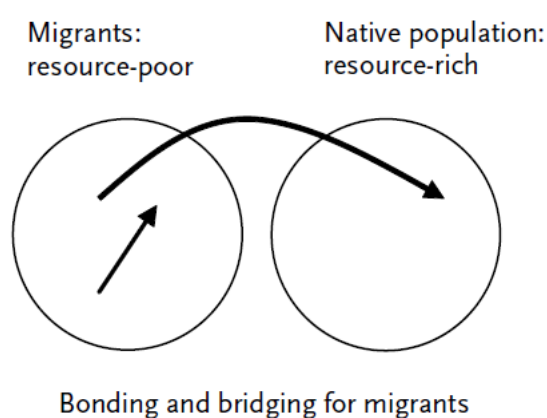 Migrants:
resource-poor
Native population:
resource-rich
Bonding and bridging for migrants